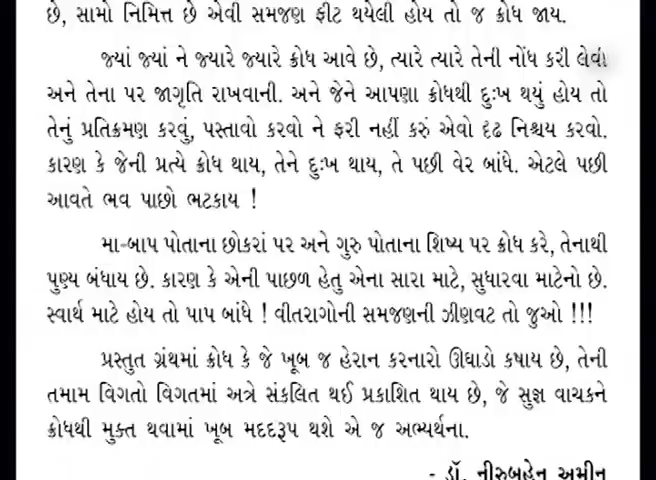 છે, સામો નિમિત્ત છે એવી સમજણ ફીટ થયેલી હોય તો જ ક્રોધ જાય.
જ્યાં જ્યાં ને જ્યારે જ્યારે ક્રોધ આવે છે, ત્યારે ત્યારે તેની નોંધ કરી લેવી
અને તેના પર જાગૃતિ રાખવાની. અને જેને આપણા ક્રોધથી દુઃખ થયું હોય તો
તેનું પ્રતિક્રમણ કરવું, પસ્તાવો કરવો ને ફરી નહીં કરું એવો દૃઢ નિશ્ચય કરવો.
કારણ કે જેની પ્રત્યે ક્રોધ થાય, તેને દુઃખ થાય, તે પછી વેર બાંધે. એટલે પછી
આવતે ભવ પાછો ભટકાય !
મા-બાપ પોતાના છોકરાં પર અને ગુરુ પોતાના શિષ્ય પર ક્રોધ કરે, તેનાથી
પુણ્ય બંધાય છે. કારણ કે એની પાછળ હેતુ એના સારા માટે, સુધારવા માટેનો છે.
સ્વાર્થ માટે હોય તો પાપ બાંધે ! વીતરાગોની સમજણની ઝીણવટ તો જુઓ !!!
પ્રસ્તુત ગ્રંથમાં ક્રોધ કે જે ખૂબ જ હેરાન કરનારો ઊઘાડો કષાય છે, તેની
તમામ વિગતો વિગતમાં અત્રે સંકલિત થઈ પ્રકાશિત થાય છે, જે સુજ્ઞ વાચકને
ક્રોધથી મુક્ત થવામાં ખૂબ મદદરૂપ થશે એ જ અભ્યર્થના.
- ડૉ. નીરુબહેન અમીન